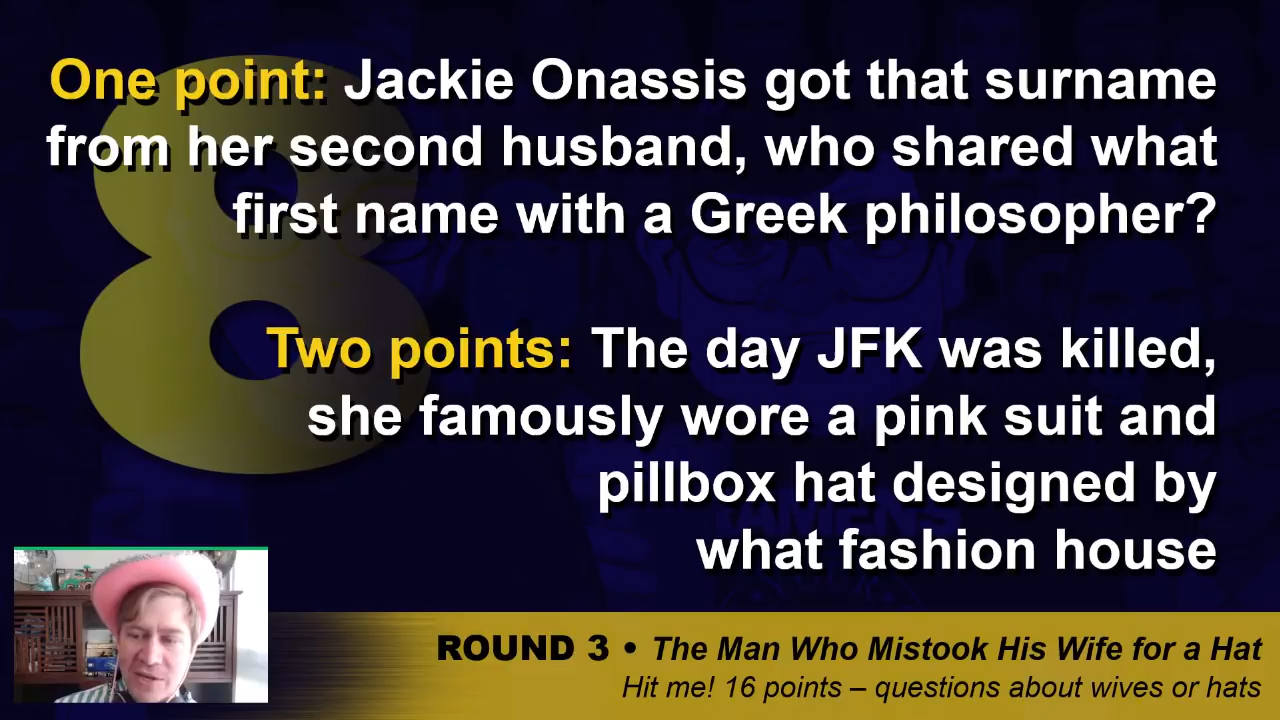 8
One point: Jackie Onassis got that surname
from her second husband, who shared what
first name with a Greek philosopher?
Two points: The day JFK was killed,
she famously wore a pink suit and
pillbox hat designed by
what fashion house
ROUND 3 • The Man Who Mistook His Wife for a Hat
Hit me! 16 points – questions about wives or hats